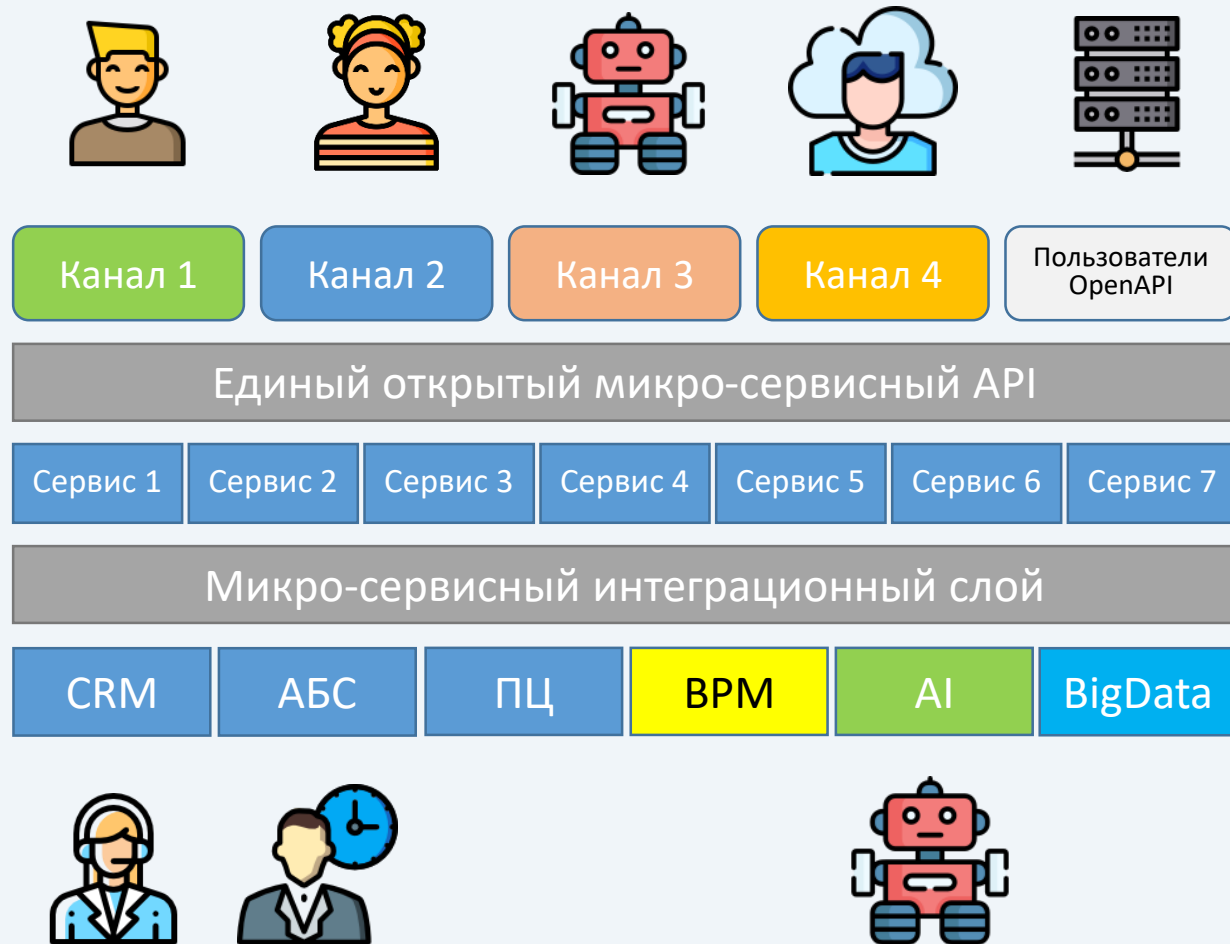 Канал 1
Канал 2
Канал 3
Канал 4
Пользователи
OpenAPI
Единый открытый микро-сервисный API
Сервис 1
Сервис 2
Сервис 3
Сервис 4
Сервис 5
Сервис 6
Сервис 7
Микро-сервисный интеграционный слой
CRM
АБС
ПЦ
BPM
AI
BigData